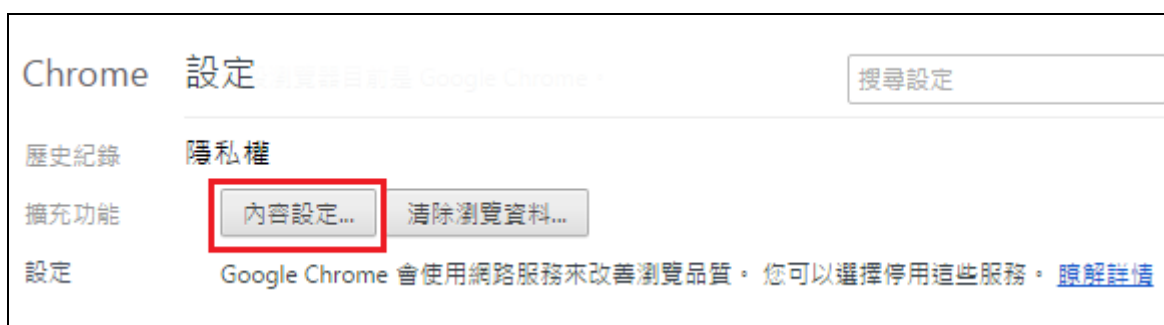 Chrome 設定
搜尋設定
歷史紀錄
隱私權
擴充功能
內容設定...
清除瀏覽資料...
設定
Google Chrome 會使用網路服務來改善瀏覽品質。 您可以選擇停用這些服務。 瞭解詳情